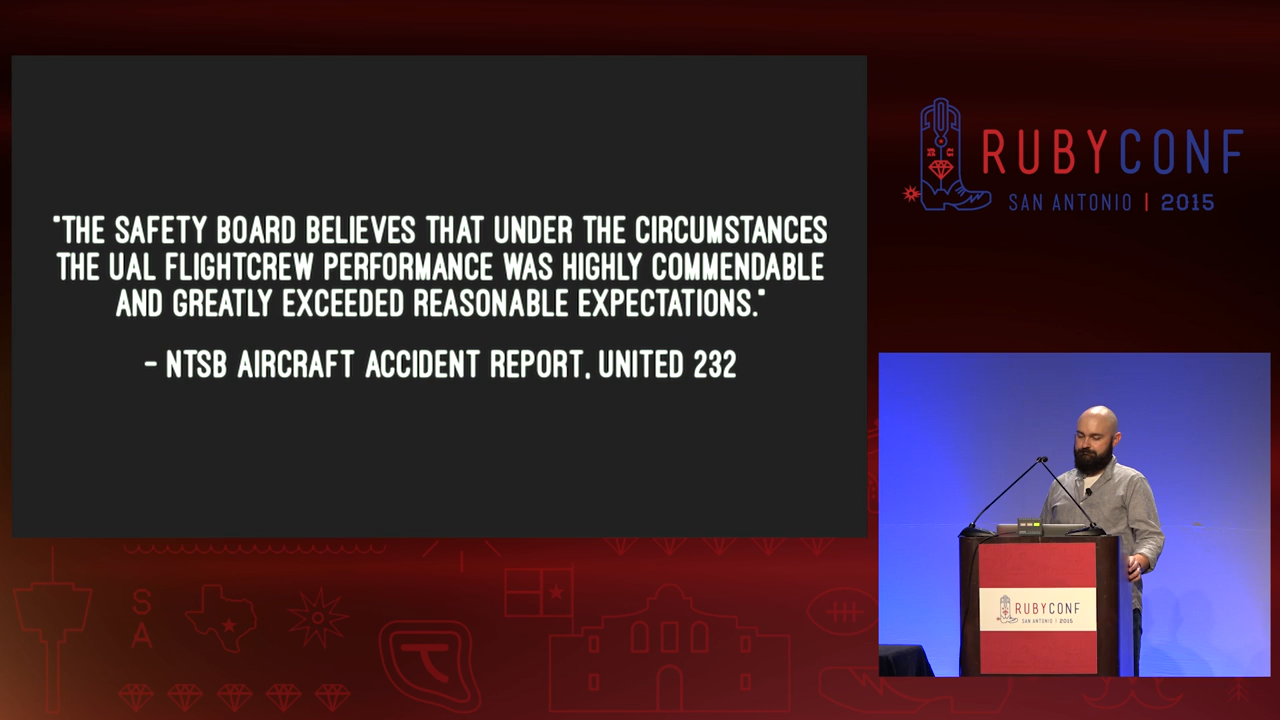 "THE SAFETY BOARD BELIEVES THAT UNDER THE CIRCUMSTANCES
THE UAL FLIGHTCREW PERFORMANCE WAS HIGHLY COMMENDABLE
AND GREATLY EXCEEDED REASONABLE EXPECTATIONS."
- NTSB AIRCRAFT ACCIDENT REPORT, UNITED 232
RUBYCONF
SAN ANTONIO | 2015
RUBYCONF
SAN ANTONIO | 2015
S
A